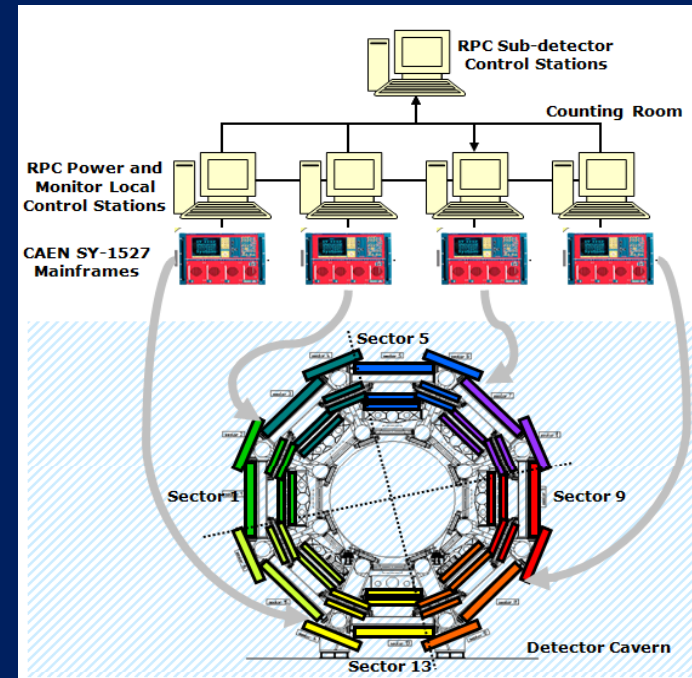 RPC Sub-detector
Control Stations
Counting Room
RPC Power and
Monitor Local
Control Stations
CAEN SY-1527
Mainframes
Sector 5
Sector 1
Sector 9
Detector Cavern
Sector 13